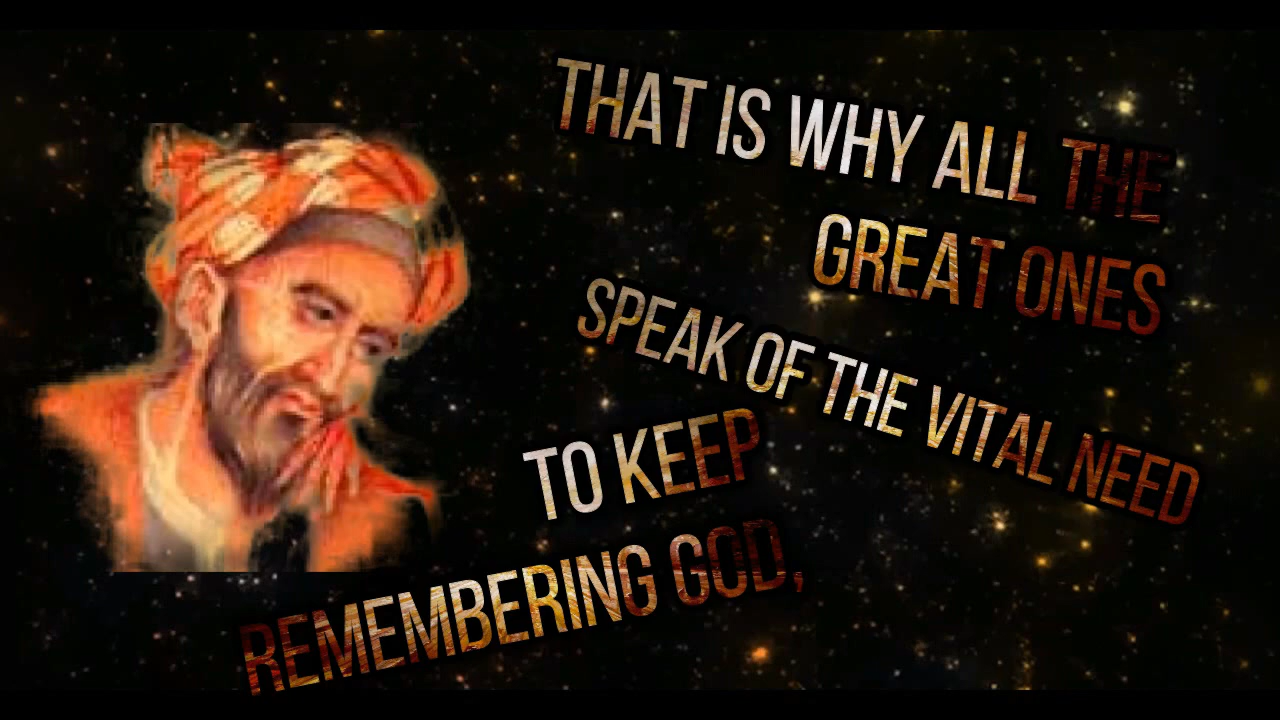 THAT IS WHY ALL THE
GREAT ONES
SPEAK OF THE VITAL NEED
TO KEEP
REMEMBERING GOD,